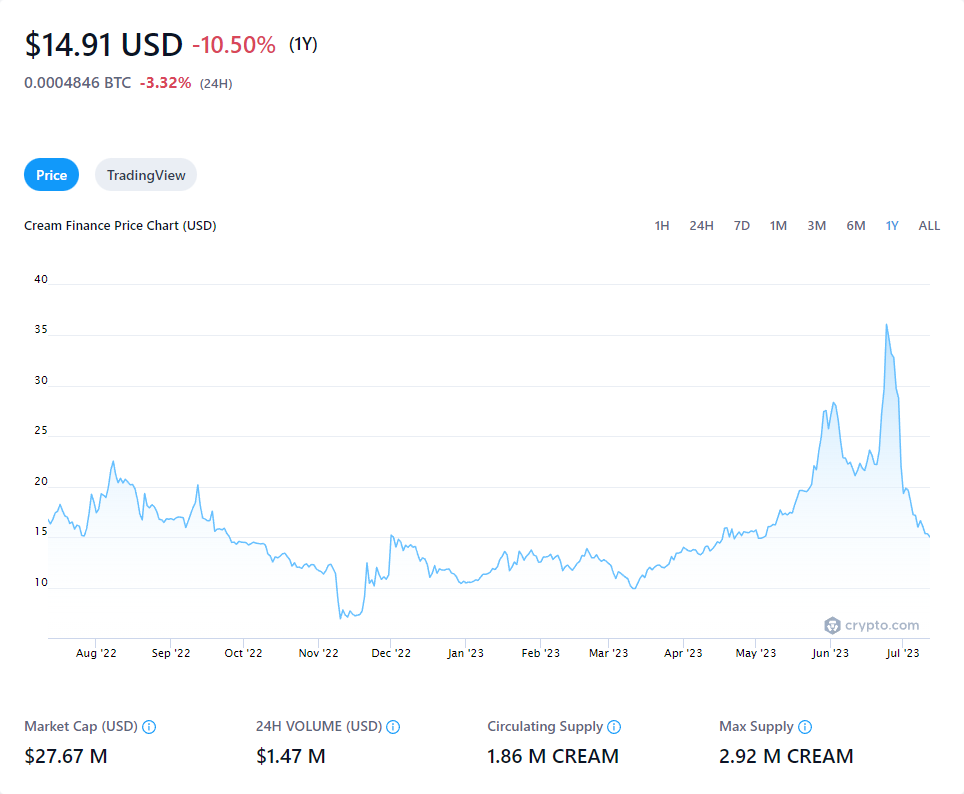 $14.91 USD -10.50% (1Y)
0.0004846 BTC -3.32% (24H)
Price TradingView
Cream Finance Price Chart (USD) 1H 24H 7D 1M 3M 6M 1Y ALL
40
35
30
25
20
15
10
crypto.com
Aug '22 Sep '22 Oct '22 Nov '22 Dec '22 Jan '23 Feb '23 Mar '23 Apr '23 May '23 Jun '23 Jul '23
Market Cap (USD) 24H VOLUME (USD) Circulating Supply Max Supply
$27.67 M $1.47 M 1.86 M CREAM 2.92 M CREAM